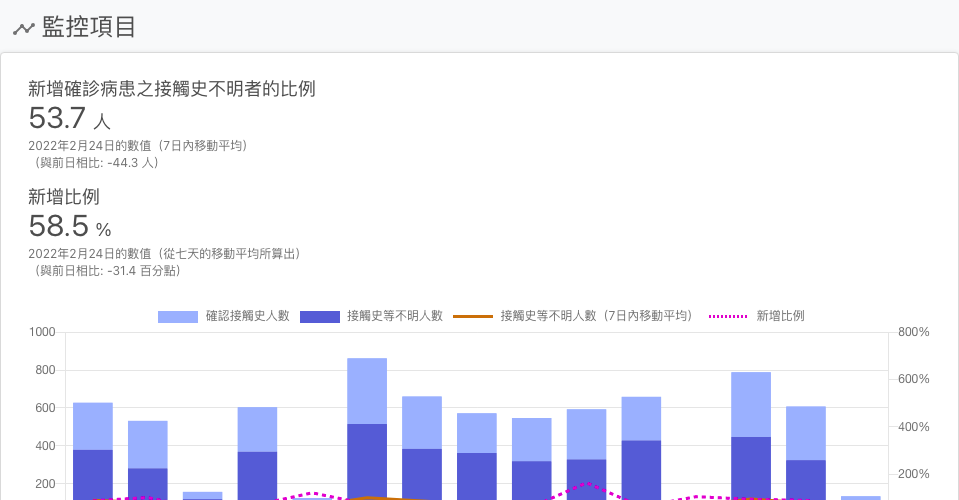 監控項目
新增確診病患之接觸史不明者的比例
53.7 人
2022年2月24日的數值（7日內移動平均）
（與前日相比: -44.3 人）
新增比例
58.5 %
2022年2月24日的數值（從七天的移動平均所算出）
（與前日相比: -31.4 百分點）
確認接觸史人數 接觸史等不明人數 接觸史等不明人數（7日內移動平均） 新增比例
1000 800%
800
600%
600
400%
400
200 200%